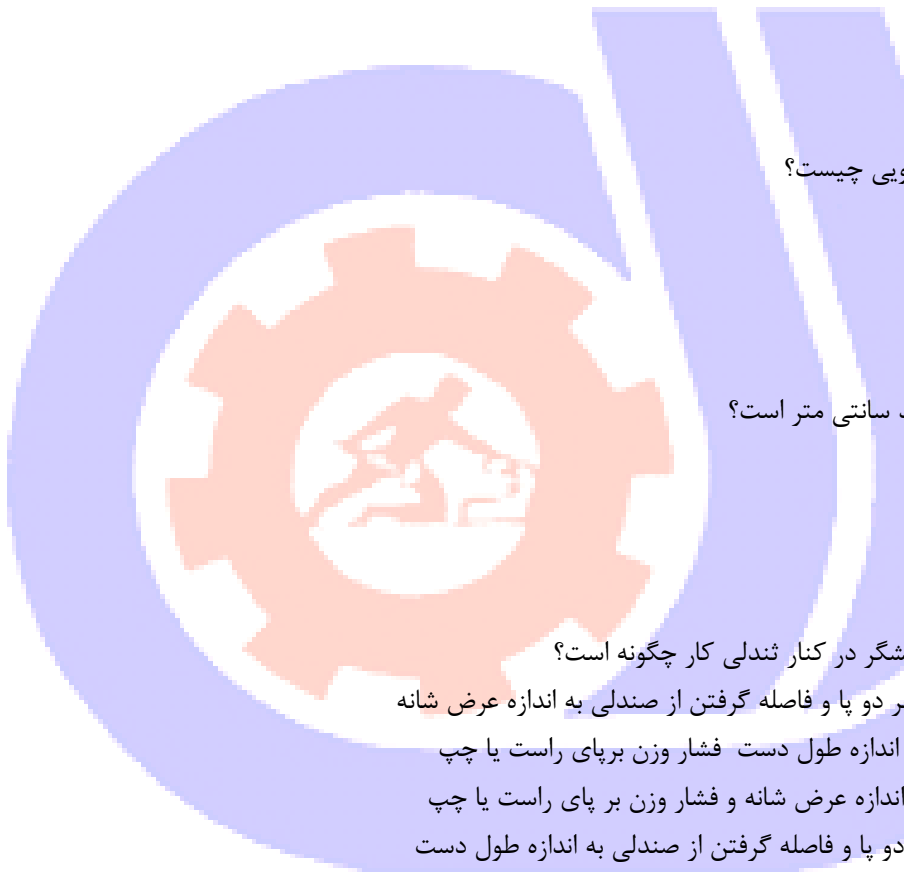 ویی چیست؟
سانتی متر است؟
شگر در کنار ثندلی کار چگونه است؟
ر دو پا و فاصله گرفتن از صندلی به اندازه عرض شانه
اندازه طول دست فشار وزن برپای راست یا چپ
اندازه عرض شانه و فشار وزن بر پای راست یا چپ
دو پا و فاصله گرفتن از صندلی به اندازه طول دست